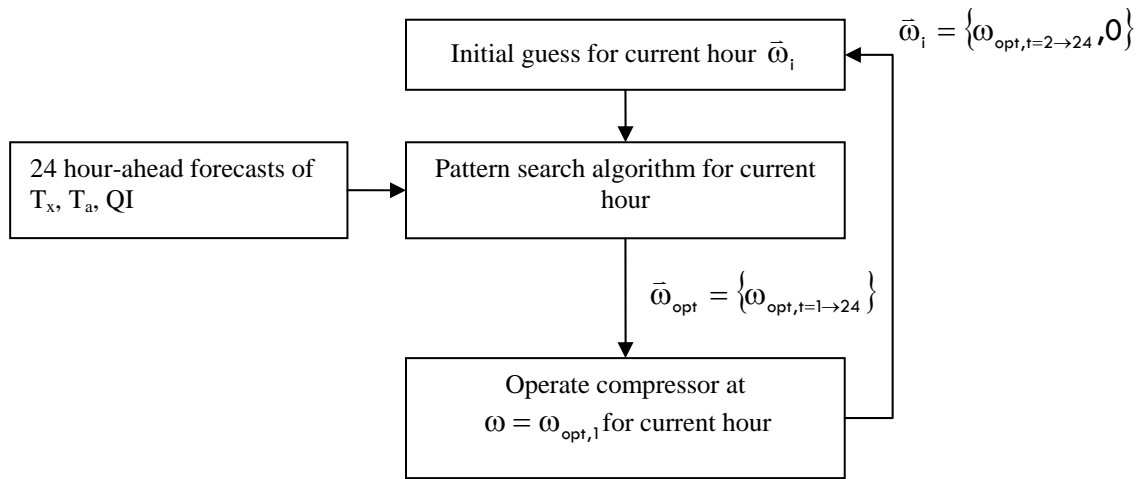 Initial guess for current hour ω⃗ᵢ
ω⃗ᵢ = {ω_opt,t=2→24,0}
24 hour-ahead forecasts of
Tₓ, Tₐ, QI
Pattern search algorithm for current
hour
ω⃗_opt = {ω_opt,t=1→24}
Operate compressor at
ω = ω_opt,1 for current hour